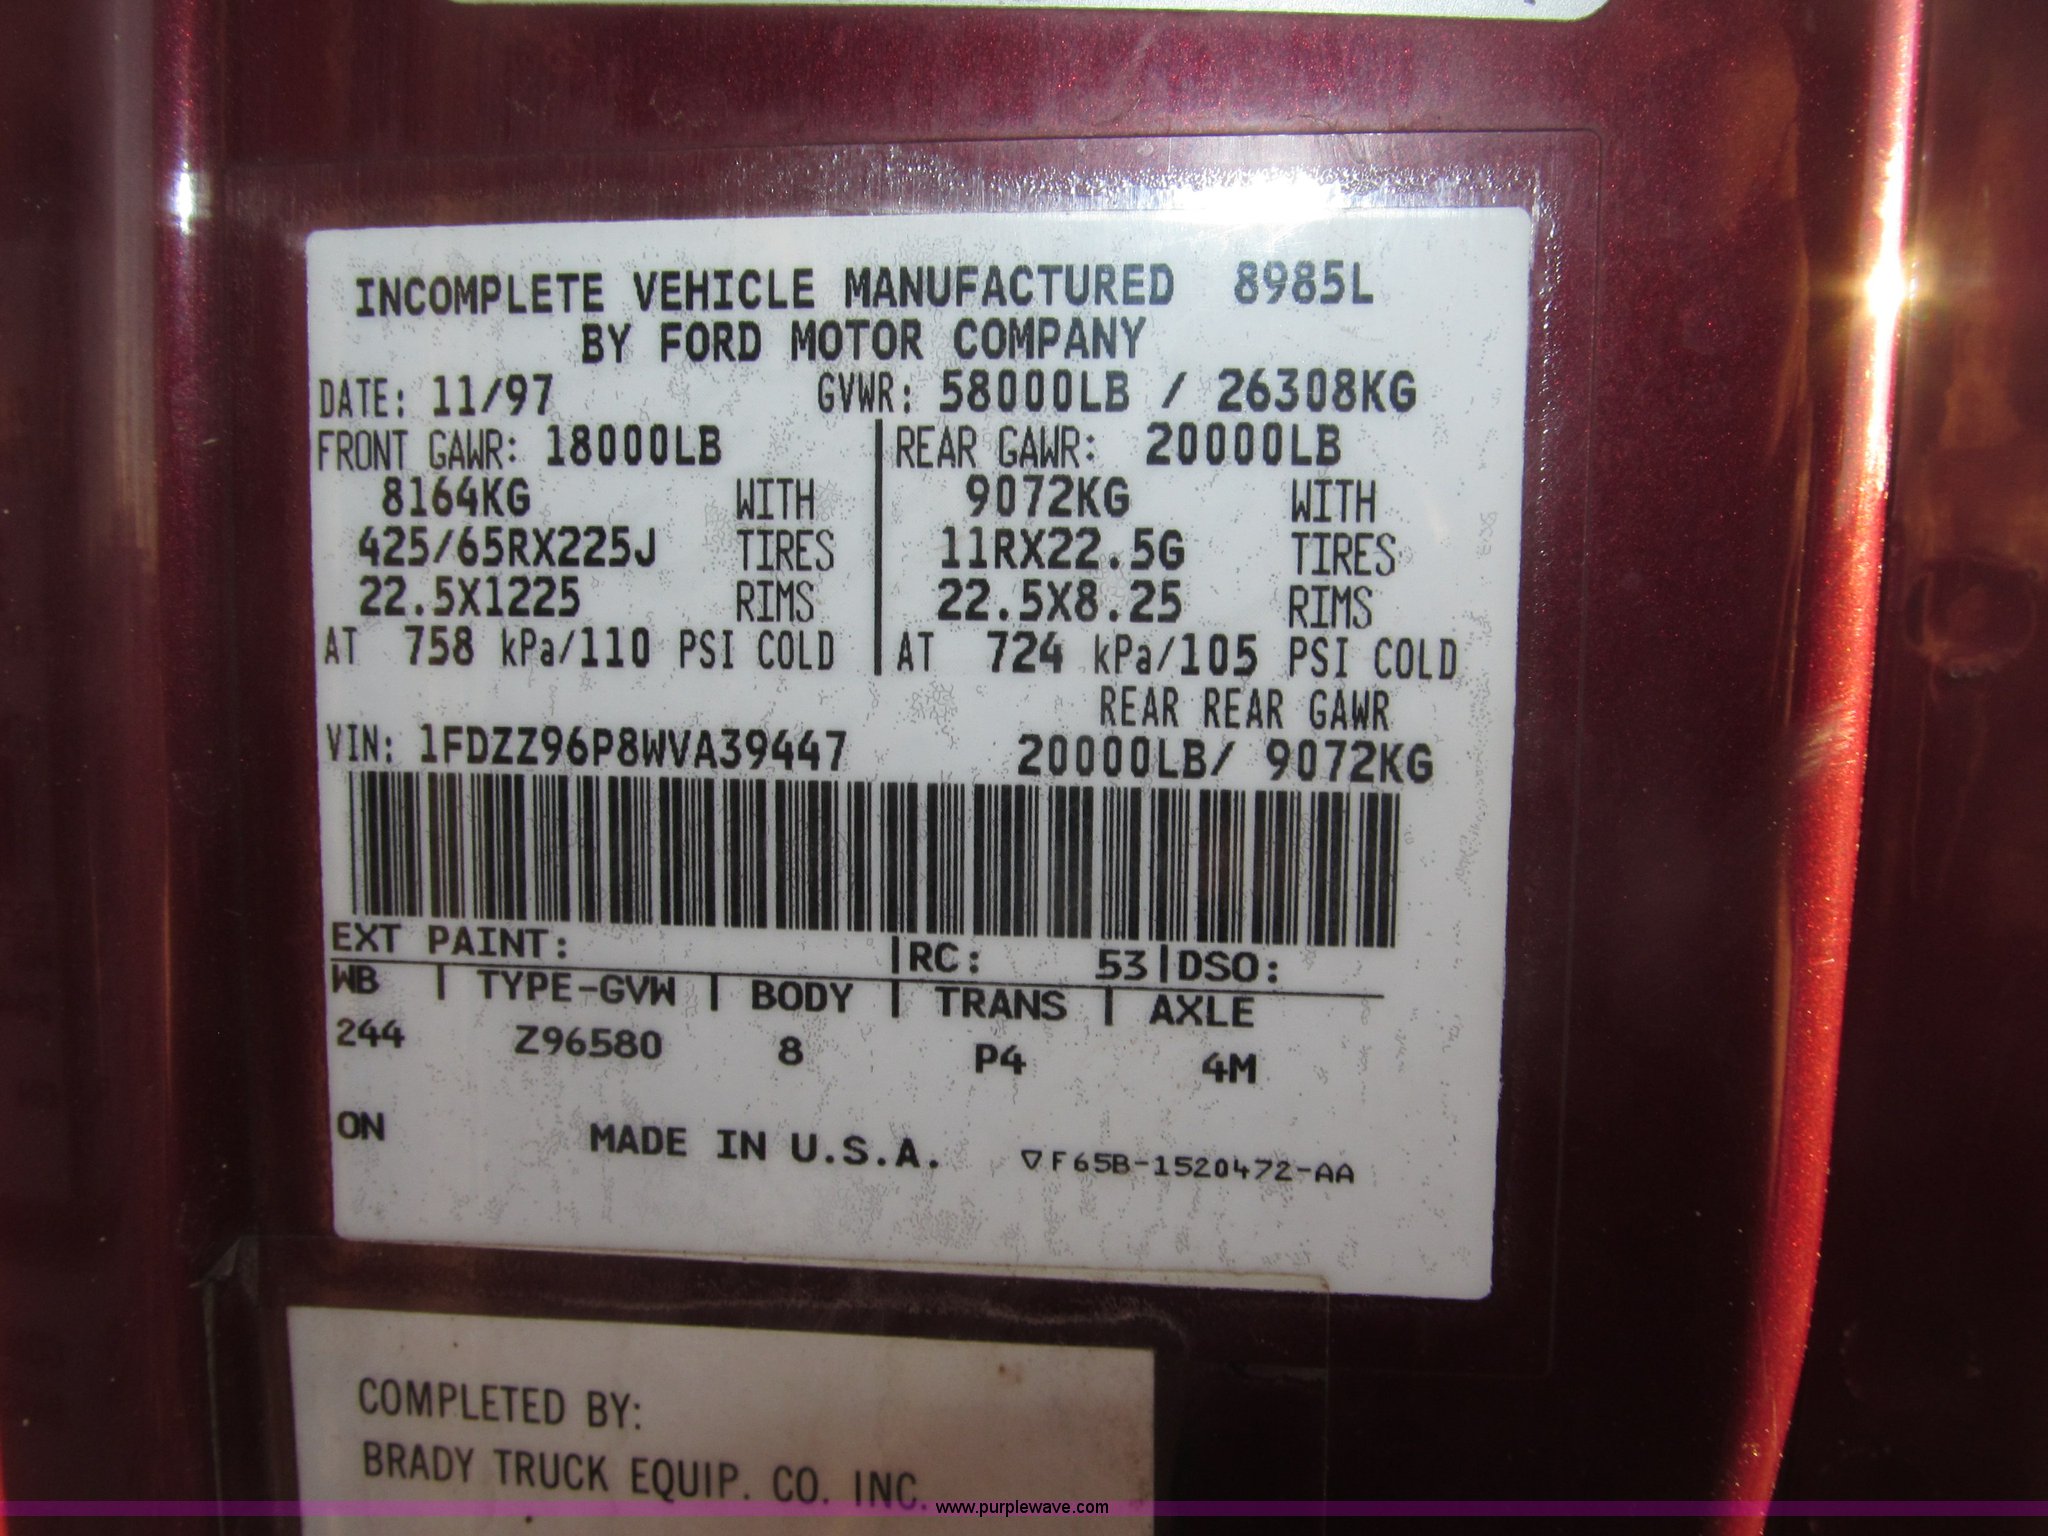 INCOMPLETE VEHICLE MANUFACTURED 8985L
BY FORD MOTOR COMPANY
DATE: 11/97 GVWR: 58000LB / 26308KG
FRONT GAWR: 18000LB REAR GAWR: 20000LB
8164KG WITH 9072KG WITH
425/65RX225J TIRES 11RX22.5G TIRES
22.5X1225 RIMS 22.5X8.25 RIMS
AT 758 kPa/110 PSI COLD AT 724 kPa/105 PSI COLD
REAR REAR GAWR
VIN: 1FDZZ96P8WVA39447 20000LB/ 9072KG
EXT PAINT: |RC: 53|DSO:
WB | TYPE-GVW | BODY | TRANS | AXLE
244 Z96580 8 P4 4M
ON MADE IN U.S.A. ▽F65B-1520472-AA
COMPLETED BY:
BRADY TRUCK EQUIP. CO. INC.
www.purplewave.com